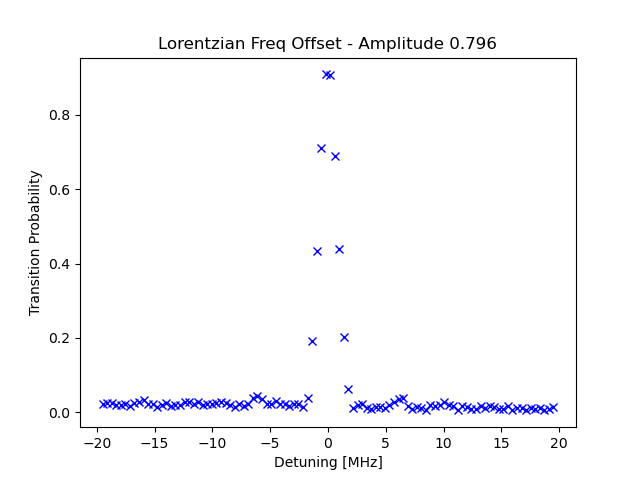 Lorentzian Freq Offset - Amplitude 0.796
Transition Probability
0.8
0.6
0.4
0.2
0.0
−20 −15 −10 −5 0 5 10 15 20
Detuning [MHz]